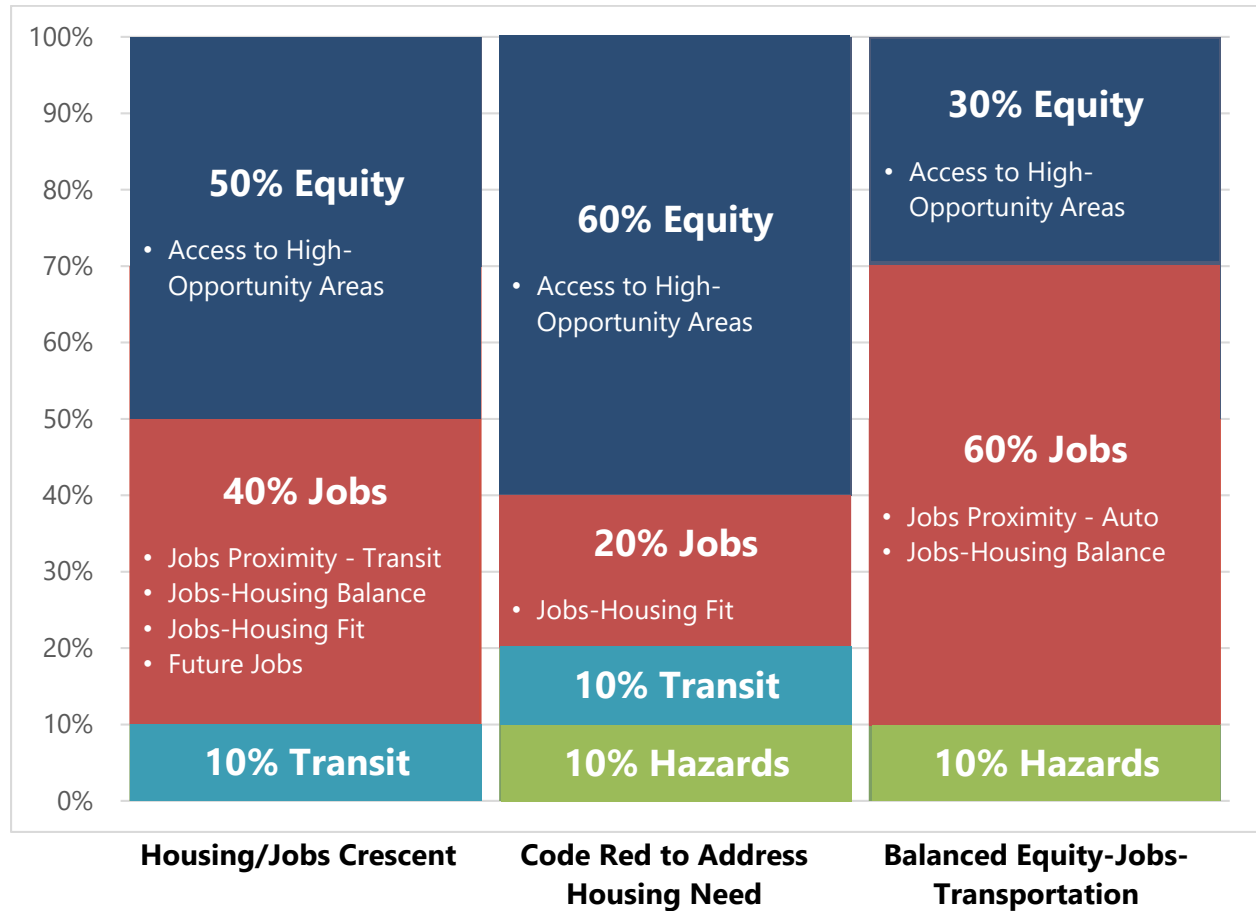 100%
90%
80%
70%
60%
50%
40%
30%
20%
10%
0%
50% Equity
• Access to High-
Opportunity Areas
40% Jobs
• Jobs Proximity - Transit
• Jobs-Housing Balance
• Jobs-Housing Fit
• Future Jobs
10% Transit
60% Equity
• Access to High-
Opportunity Areas
20% Jobs
• Jobs-Housing Fit
10% Transit
10% Hazards
30% Equity
• Access to High-
Opportunity Areas
60% Jobs
• Jobs Proximity - Auto
• Jobs-Housing Balance
10% Hazards
Housing/Jobs Crescent
Code Red to Address
Housing Need
Balanced Equity-Jobs-
Transportation